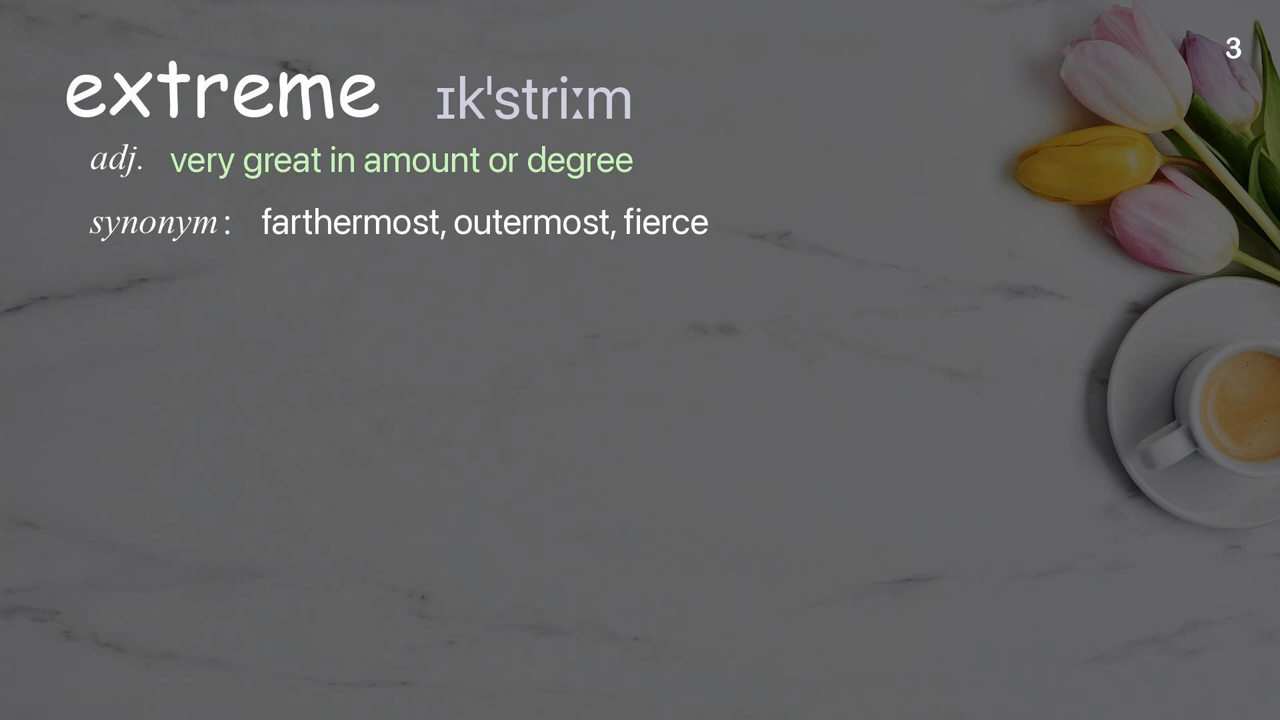 3
extreme ɪkˈstriːm
adj. very great in amount or degree
synonym : farthermost, outermost, fierce